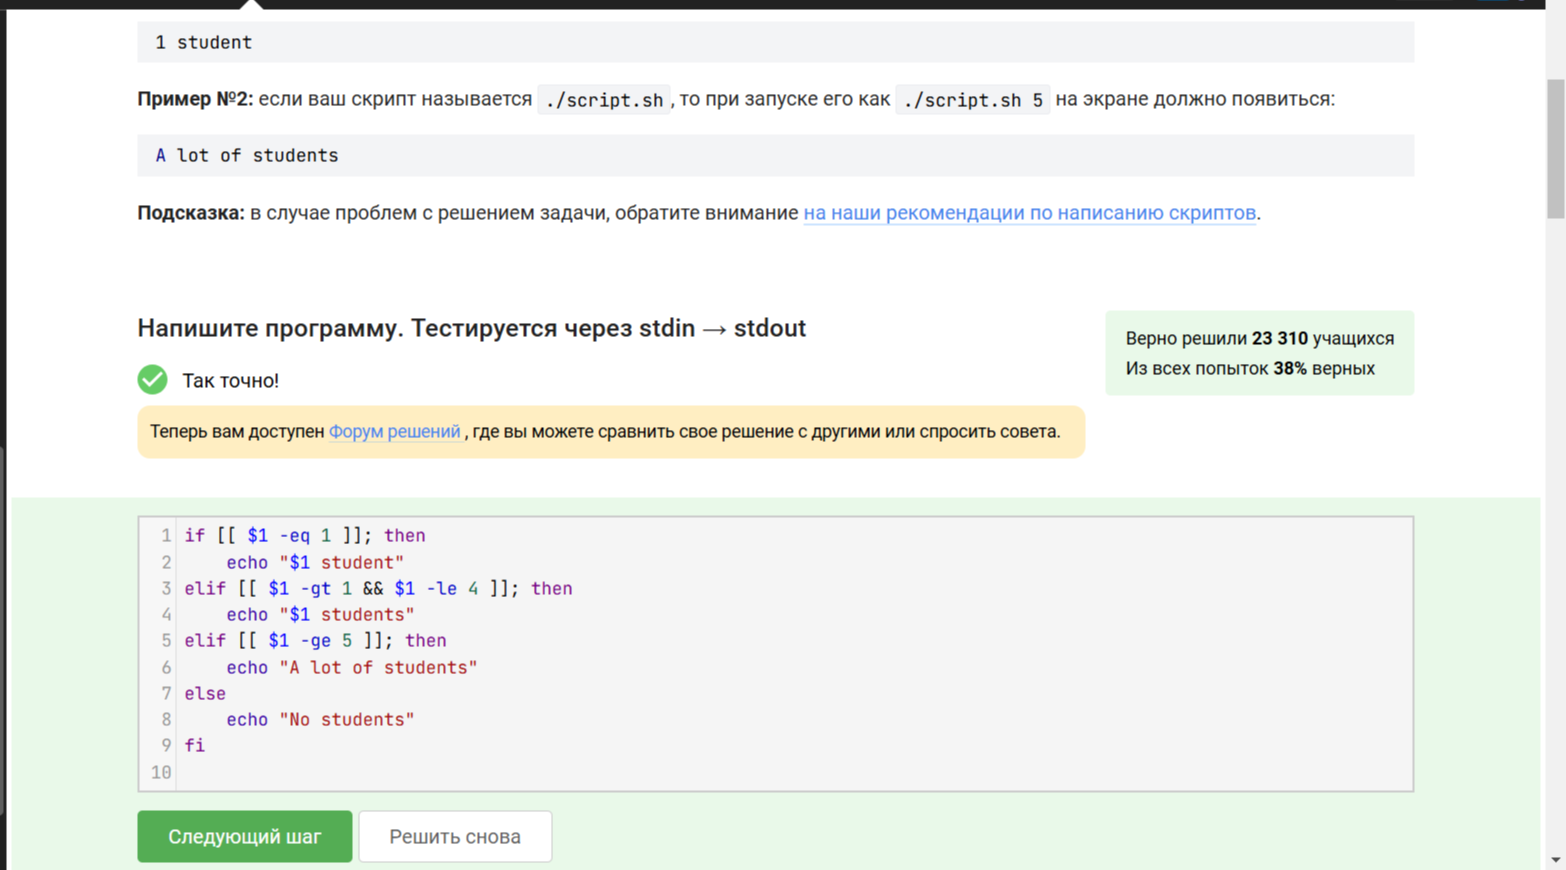 1 student
Пример №2: если ваш скрипт называется ./script.sh, то при запуске его как ./script.sh 5 на экране должно появиться:
A lot of students
Подсказка: в случае проблем с решением задачи, обратите внимание на наши рекомендации по написанию скриптов.
Напишите программу. Тестируется через stdin → stdout
Верно решили 23 310 учащихся
Из всех попыток 38% верных
Так точно!
Теперь вам доступен Форум решений , где вы можете сравнить свое решение с другими или спросить совета.
1 if [[ $1 -eq 1 ]]; then
2     echo "$1 student"
3 elif [[ $1 -gt 1 && $1 -le 4 ]]; then
4     echo "$1 students"
5 elif [[ $1 -ge 5 ]]; then
6     echo "A lot of students"
7 else
8     echo "No students"
9 fi
10
Следующий шаг
Решить снова